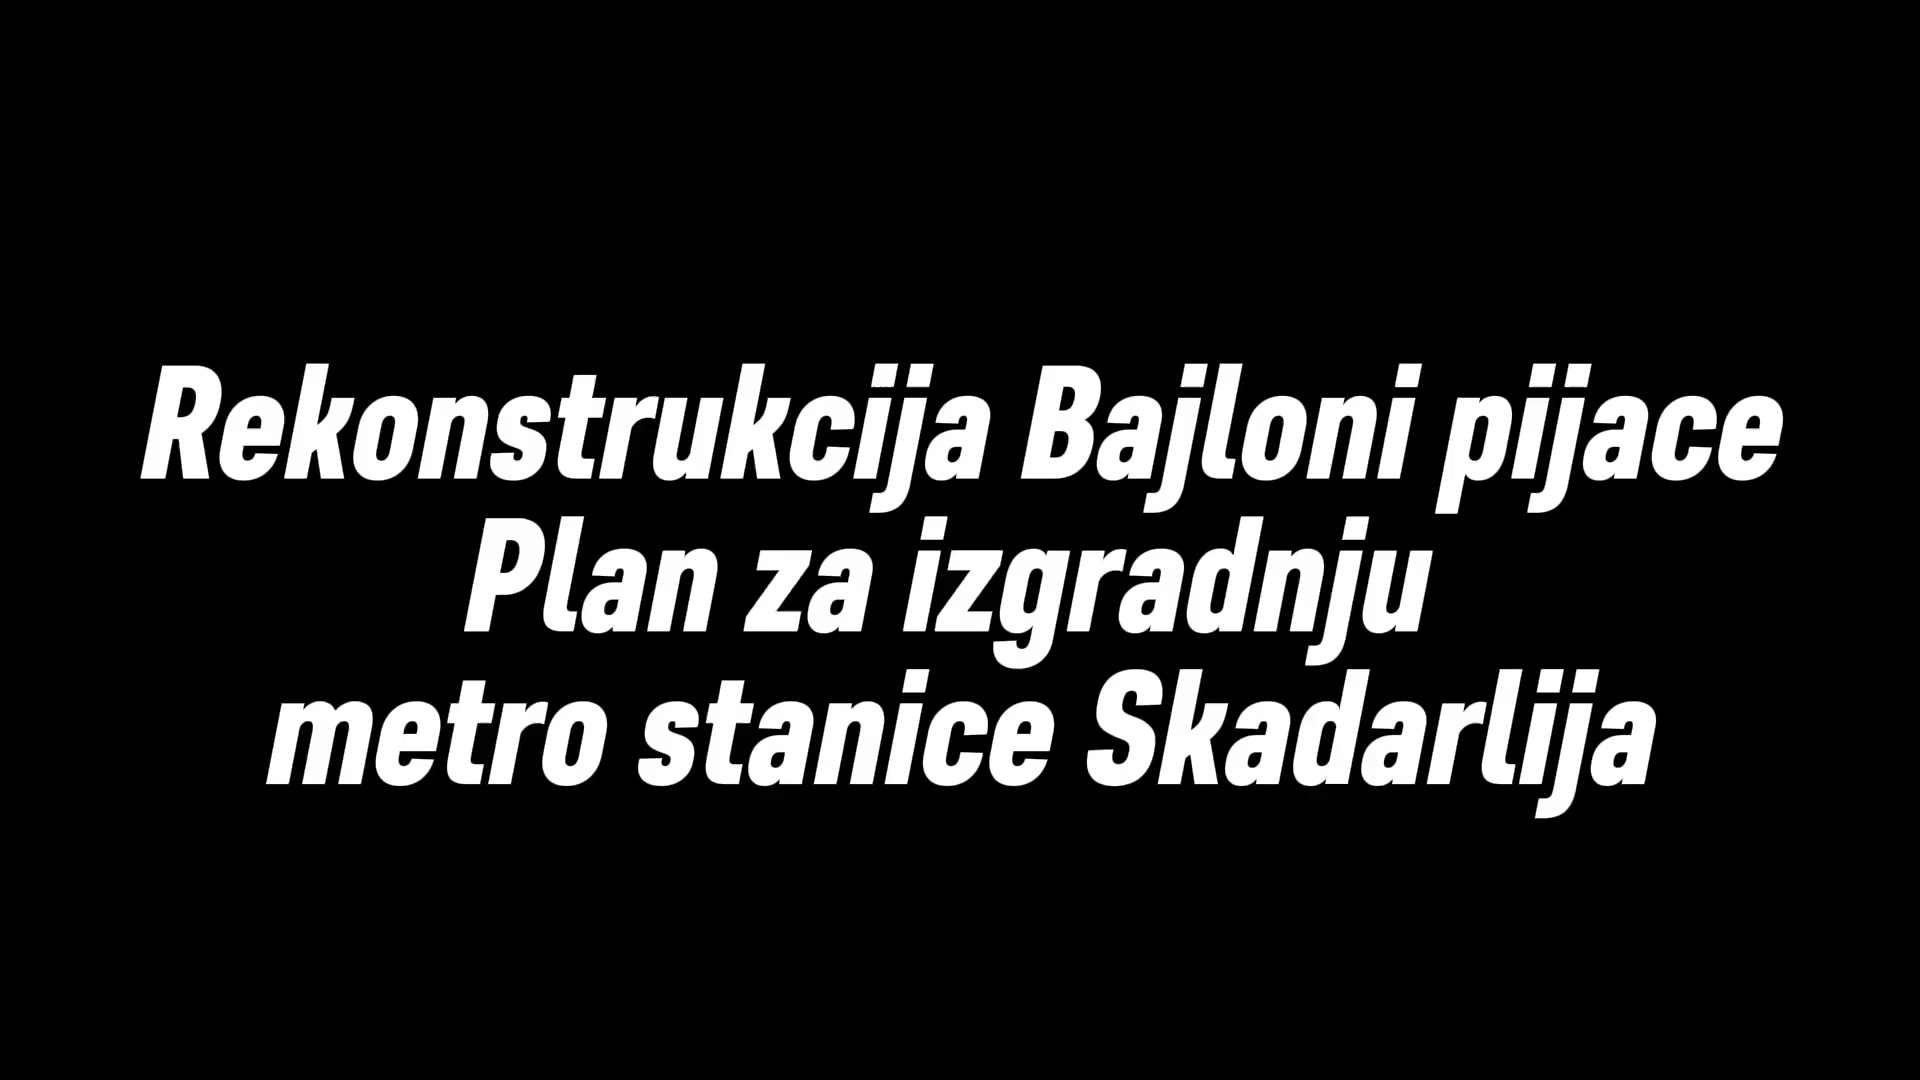 Rekonstrukcija Bajloni pijace
Plan za izgradnju
metro stanice Skadarlija